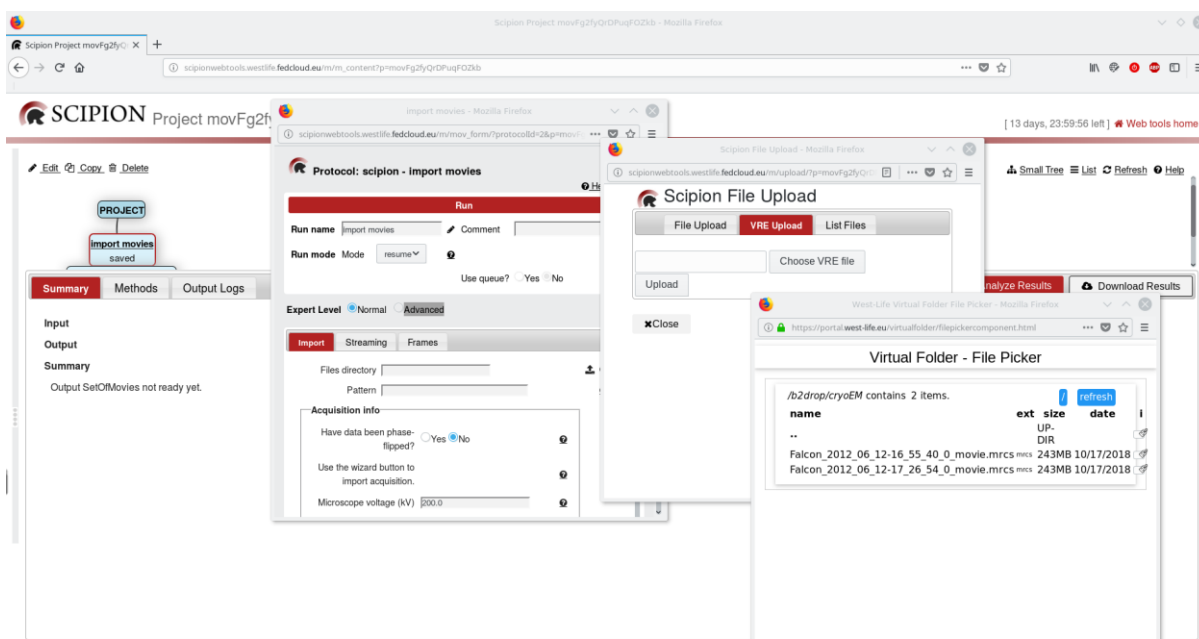 Scipion Project movFg2fyQrDPuqFOZkb - Mozilla Firefox
Scipion Project movFg2fyQ
scipionwebtools.westlife.fedcloud.eu/m/m_content?p=movFg2fyQrDPuqFOZkb
SCIPION Project movFg2fy
[ 13 days, 23:59:56 left ] Web tools home
Edit Copy Delete
Small Tree List Refresh Help
PROJECT
import movies
saved
Summary Methods Output Logs
Analyze Results Download Results
Input
Output
Summary
Output SetOfMovies not ready yet.
import movies - Mozilla Firefox
scipionwebtools.westlife.fedcloud.eu/m/mov_form/?protocolId=2&p=movF
Protocol: scipion - import movies
He
Run
Run name import movies Comment
Run mode Mode resume
Use queue? Yes No
Expert Level Normal Advanced
Import Streaming Frames
Files directory
Pattern
Acquisition info
Have data been phase-
flipped? Yes No
Use the wizard button to
import acquisition.
Microscope voltage (kV) 200.0
Scipion File Upload - Mozilla Firefox
scipionwebtools.westlife.fedcloud.eu/m/upload/?p=movFg2fyQrD
Scipion File Upload
File Upload VRE Upload List Files
Choose VRE file
Upload
Close
West-Life Virtual Folder File Picker - Mozilla Firefox
https://portal.west-life.eu/virtualfolder/filepickercomponent.html
Virtual Folder - File Picker
/b2drop/cryoEM contains 2 items. / refresh
name ext size date i
.. UP-
DIR
Falcon_2012_06_12-16_55_40_0_movie.mrcs mrcs 243MB 10/17/2018
Falcon_2012_06_12-17_26_54_0_movie.mrcs mrcs 243MB 10/17/2018